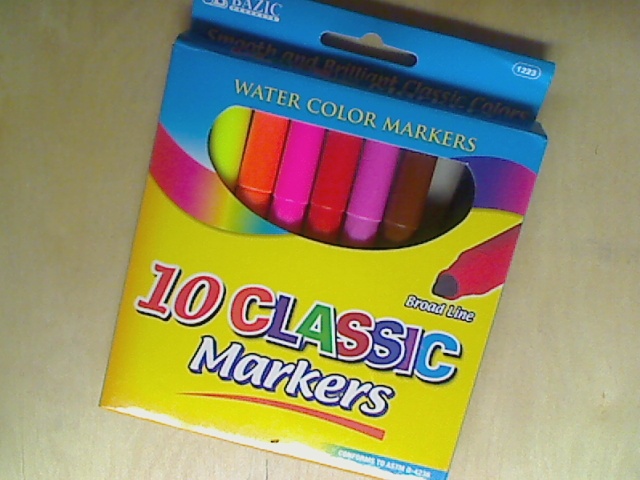 BAZIC
1223
Smooth and Brilliant Classic Colors
WATER COLOR MARKERS
Broad Line
10 CLASSIC
Markers
CONFORMS TO ASTM D-4236